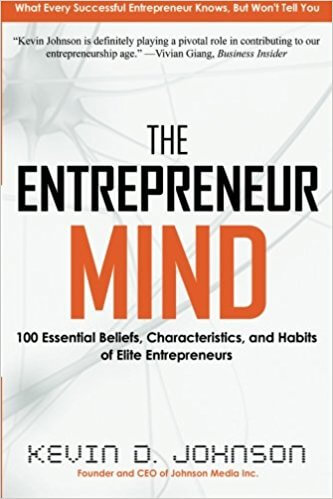 What Every Successful Entrepreneur Knows, But Won't Tell You
“Kevin Johnson is definitely playing a pivotal role in contributing to our
entrepreneurship age.” —Vivian Giang, Business Insider
THE
ENTREPRENEUR
MIND
100 Essential Beliefs, Characteristics, and Habits
of Elite Entrepreneurs
KEVIN D. JOHNSON
Founder and CEO of Johnson Media Inc.